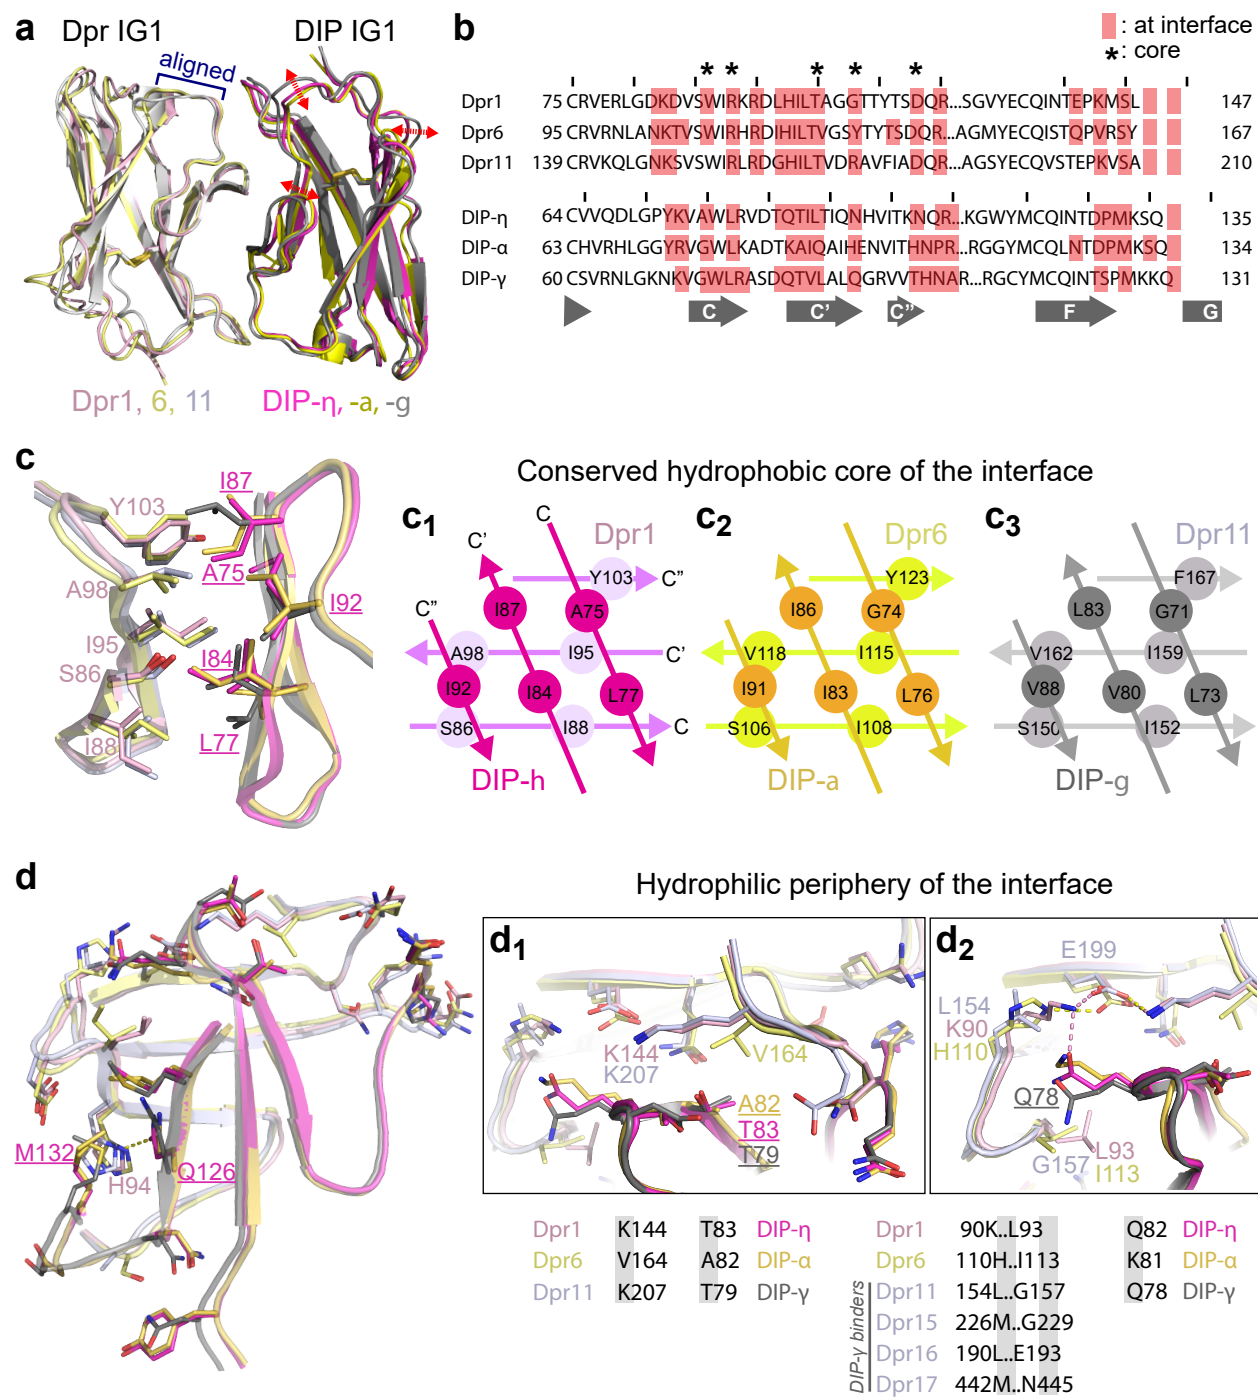 a
Dpr IG1
DIP IG1
aligned
Dpr1, 6, 11
DIP-η, -a, -g
b
: at interface
*: core
* * * * *
Dpr1 75 CRVERLGDKDVSWIRKRDLHILTAGGTTYTSDQR...SGVYECQINTEPKMSL 147
Dpr6 95 CRVRNLANKTVSWIRHRDIHILTVGSYTYTSDQR...AGMYECQISTQPVRSY 167
Dpr11 139 CRVKQLGNKSVSWIRLRDGHILTVDRAVFIADQR...AGSYECQVSTEPKVSA 210
DIP-η 64 CVVQDLGPYKVAWLRVDTQTILTIQNHVITKNQR...KGWYMCQINTDPMKSQ 135
DIP-α 63 CHVRHLGGYRVGWLKADTKAIQAIHENVITHNPR...RGGYMCQLNTDPMKSQ 134
DIP-γ 60 CSVRNLGKNKVGWLRASDQTVLALQGRVVTHNAR...RGCYMCQINTSPMKKQ 131
C C' C" F G
c
Y103
I87
A98
A75
I92
I95
S86
I84
I88
L77
Conserved hydrophobic core of the interface
c1
C
C'
C"
Dpr1
Y103
C"
I87
A75
A98
I95
C'
I92
I84
L77
S86
I88
C
DIP-h
c2
Dpr6
Y123
I86
G74
V118
I115
I91
I83
L76
S106
I108
DIP-a
c3
Dpr11
F167
L83
G71
V162
I159
V88
V80
L73
S150
I152
DIP-g
d
M132
H94
Q126
Hydrophilic periphery of the interface
d1
K144
K207
V164
A82
T83
T79
d2
E199
L154
K90
H110
Q78
L93
G157
I113
Dpr1 K144 T83 DIP-η
Dpr6 V164 A82 DIP-α
Dpr11 K207 T79 DIP-γ
Dpr1 90K..L93 Q82 DIP-η
Dpr6 110H..I113 K81 DIP-α
Dpr11 154L..G157 Q78 DIP-γ
Dpr15 226M..G229
Dpr16 190L..E193
Dpr17 442M..N445
DIP-γ binders